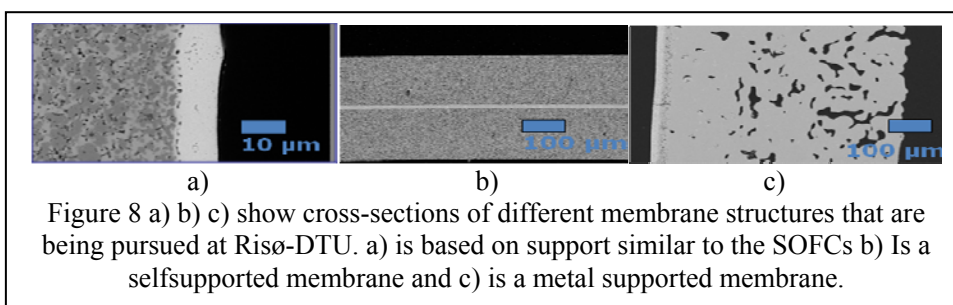 10 µm
100 µm
100 µm
a)
b)
c)
Figure 8 a) b) c) show cross-sections of different membrane structures that are
being pursued at Risø-DTU. a) is based on support similar to the SOFCs b) Is a
selfsupported membrane and c) is a metal supported membrane.